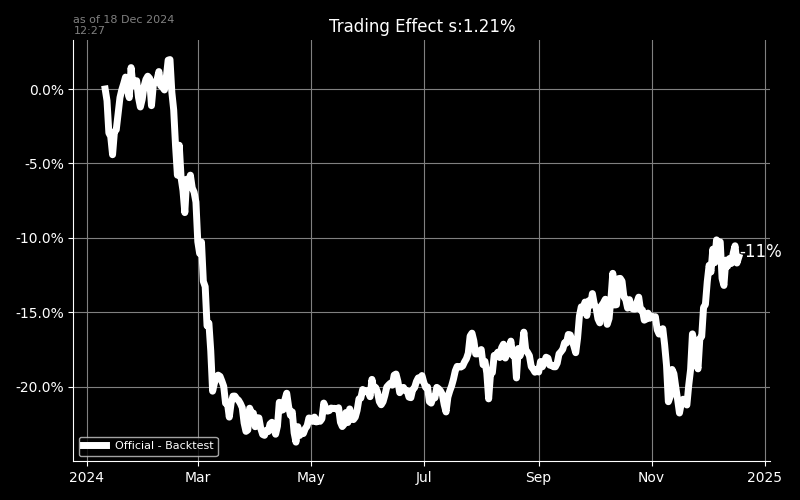 as of 18 Dec 2024
12:27
Trading Effect s:1.21%
0.0%
-5.0%
-10.0%
-11%
-15.0%
-20.0%
Official - Backtest
2024 Mar May Jul Sep Nov 2025